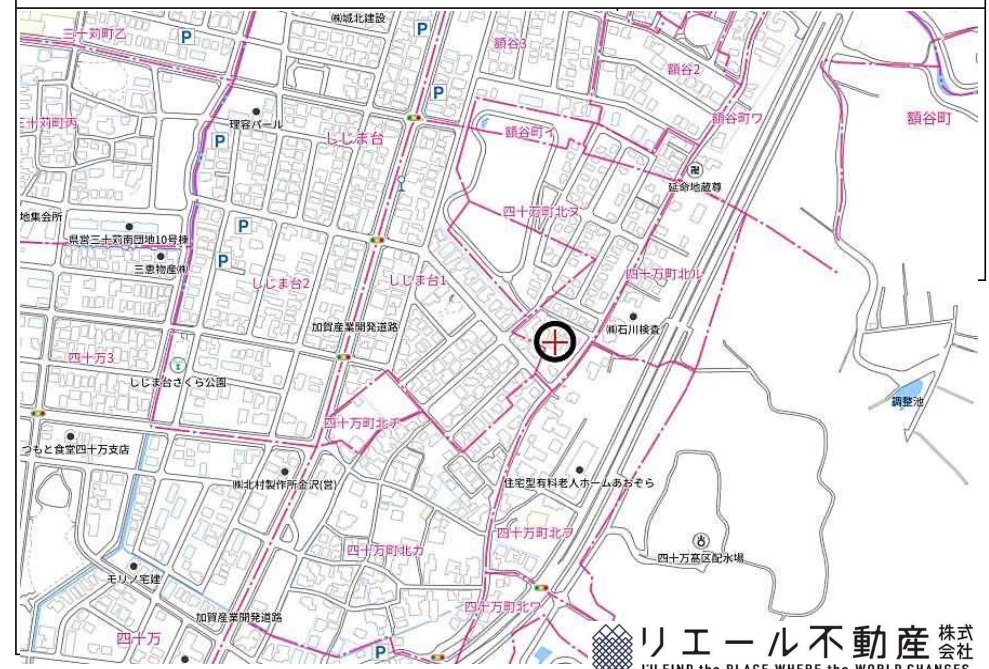 ㈱城北建設
三十苅町乙
P
P
額谷3
額谷2
P
三十苅町丙
理容パール
しじま台
額谷町イ
額谷町ワ
額谷町
P
延命地蔵尊
地集会所
四十万町北ヌ
県営三十苅南団地10号棟
P
三恵物産㈱
P
しじま台2
しじま台1
四十万町北ル
加賀産業開発道路
㈱石川検査
四十万3
しじま台さくら公園
調整池
四十万町北チ
つもと食堂四十万支店
㈱北村製作所金沢(営)
住宅型有料老人ホームあおぞら
四十万町北ヲ
四十万町北カ
四十万高区配水場
モリノ宅建
四十万町北ワ
加賀産業開発道路
四十万
P
リエール不動産 株式会社
I'll FIND the PLACE WHERE the WORLD CHANGES